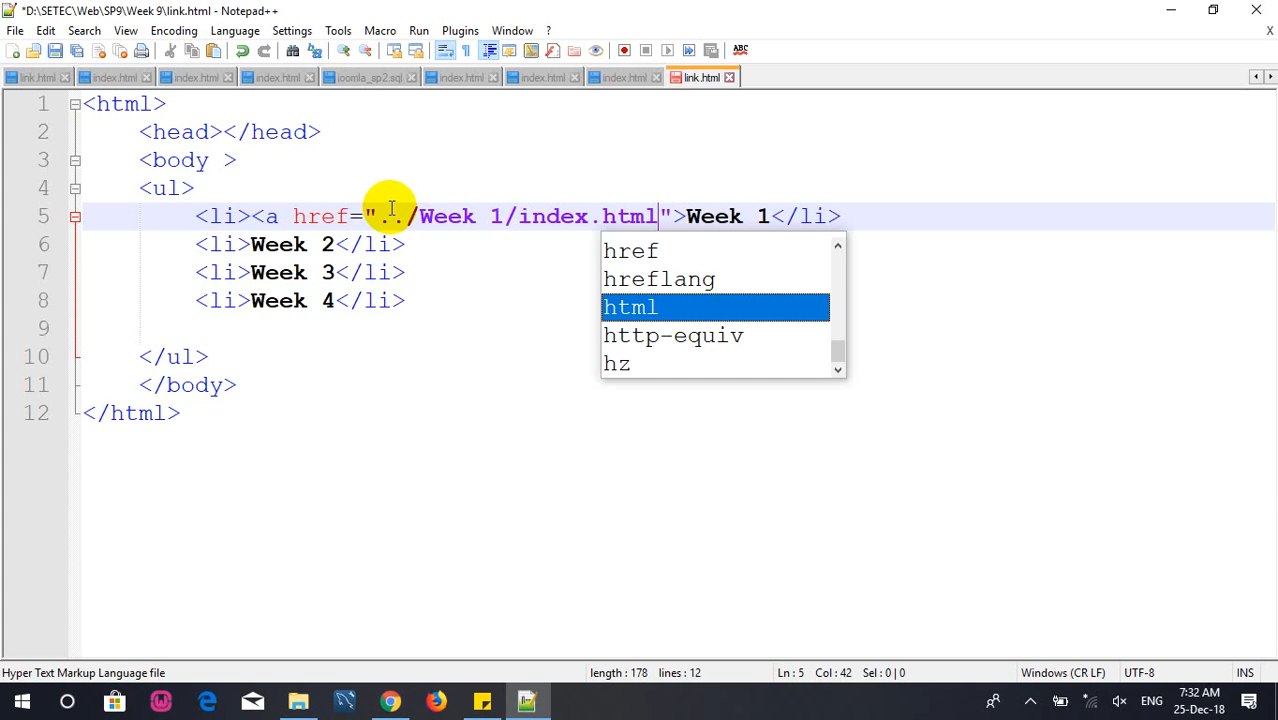 *D:\SETEC\Web\SP9\Week 9\link.html - Notepad++
File Edit Search View Encoding Language Settings Tools Macro Run Plugins Window ?
ABC
link.html index.html index.html index.html joomla_sp2.sql index.html index.html index.html link.html
1 <html>
2 <head></head>
3 <body >
4 <ul>
5 <li><a href="../Week 1/index.html">Week 1</li>
6 <li>Week 2</li>
href
7 <li>Week 3</li>
hreflang
8 <li>Week 4</li>
html
9
http-equiv
10 </ul>
hz
11 </body>
12 </html>
Hyper Text Markup Language file length : 178 lines : 12 Ln : 5 Col : 42 Sel : 0 | 0 Windows (CR LF) UTF-8 INS
ENG
7:32 AM
25-Dec-18